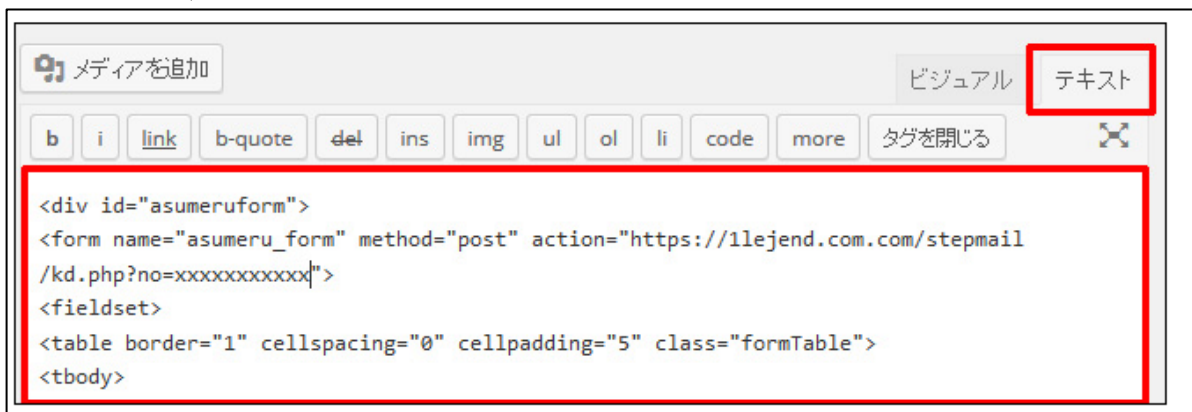 メディアを追加
ビジュアル テキスト
b i link b-quote del ins img ul ol li code more タグを閉じる
<div id="asumeruform">
<form name="asumeru_form" method="post" action="https://1lejend.com.com/stepmail
/kd.php?no=xxxxxxxxxxx">
<fieldset>
<table border="1" cellspacing="0" cellpadding="5" class="formTable">
<tbody>